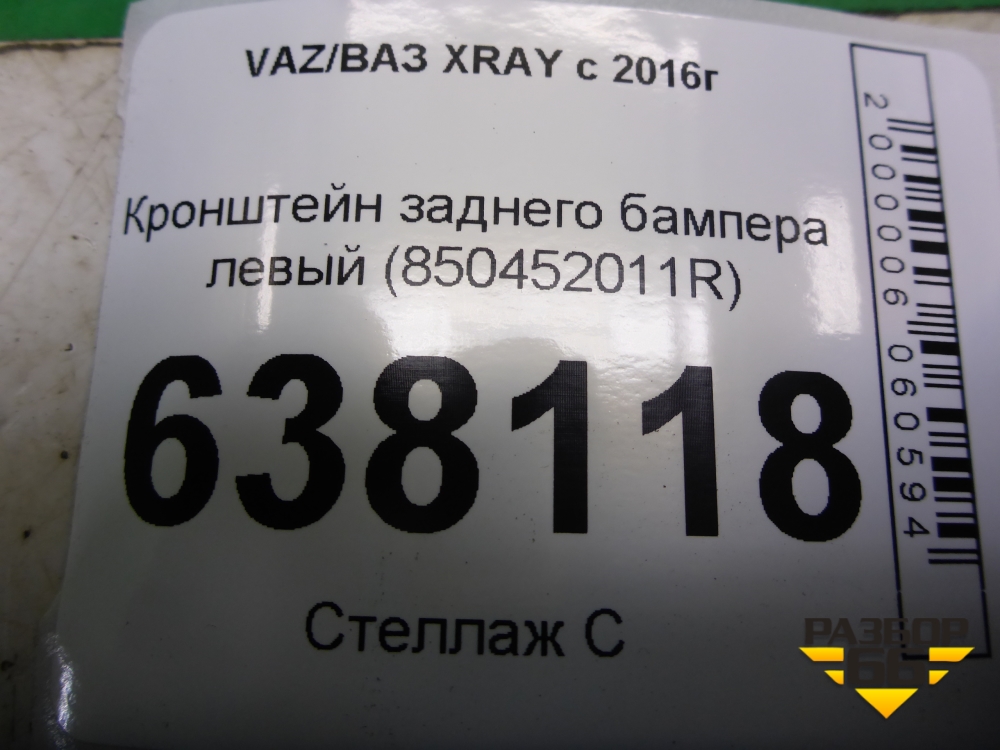 VAZ/ВАЗ XRAY с 2016г
Кронштейн заднего бампера
левый (850452011R)
638118
Стеллаж С
2000006060594
РАЗБОР
66